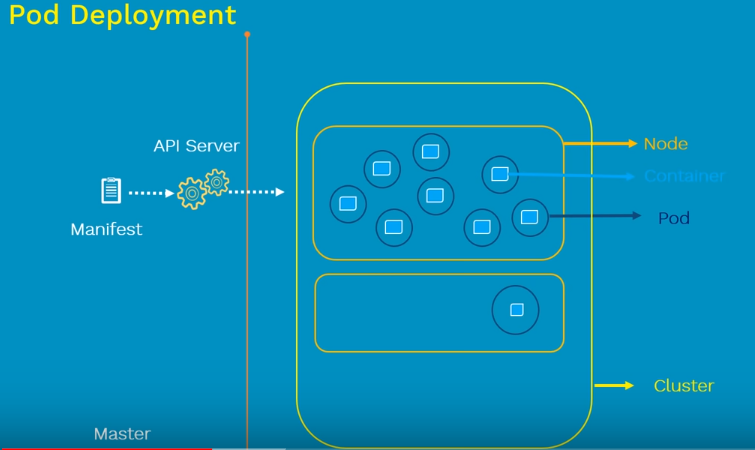 Pod Deployment
API Server
Manifest
Master
Node
Container
Pod
Cluster